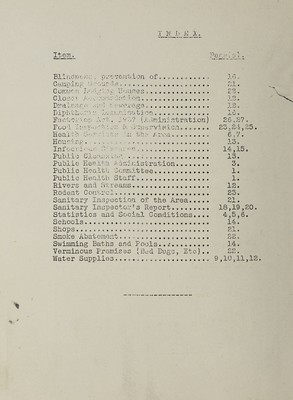 INDEX.
Item. Page(s).
Blindness, prevention of............ 16.
Camping Grounds..................... 21.
Common Lodging Houses............... 22.
Closet Accommodation................ 12.
Drainage and Sewerage............... 12.
Diphtheria Immunisation............. 16.
Factories Act, 1937 (Administration) 26,27.
Food Inspection & Supervision....... 23,24,25.
Health Services in the Area......... 6,7.
Housing............................. 13.
Infectious Diseases................. 14,15.
Public Cleansing.................... 13.
Public Health Administration........ 3.
Public Health Committee............. 1.
Public Health Staff................. 1.
Rivers and Streams.................. 12.
Rodent Control...................... 23.
Sanitary Inspection of the Area..... 21.
Sanitary Inspector's Report......... 18,19,20.
Statistics and Social Conditions.... 4,5,6.
Schools............................. 14.
Shops............................... 21.
Smoke Abatement..................... 22.
Swimming Baths and Pools............ 14.
Verminous Premises (Bed Bugs, Etc).. 22.
Water Supplies...................... 9,10,11,12.